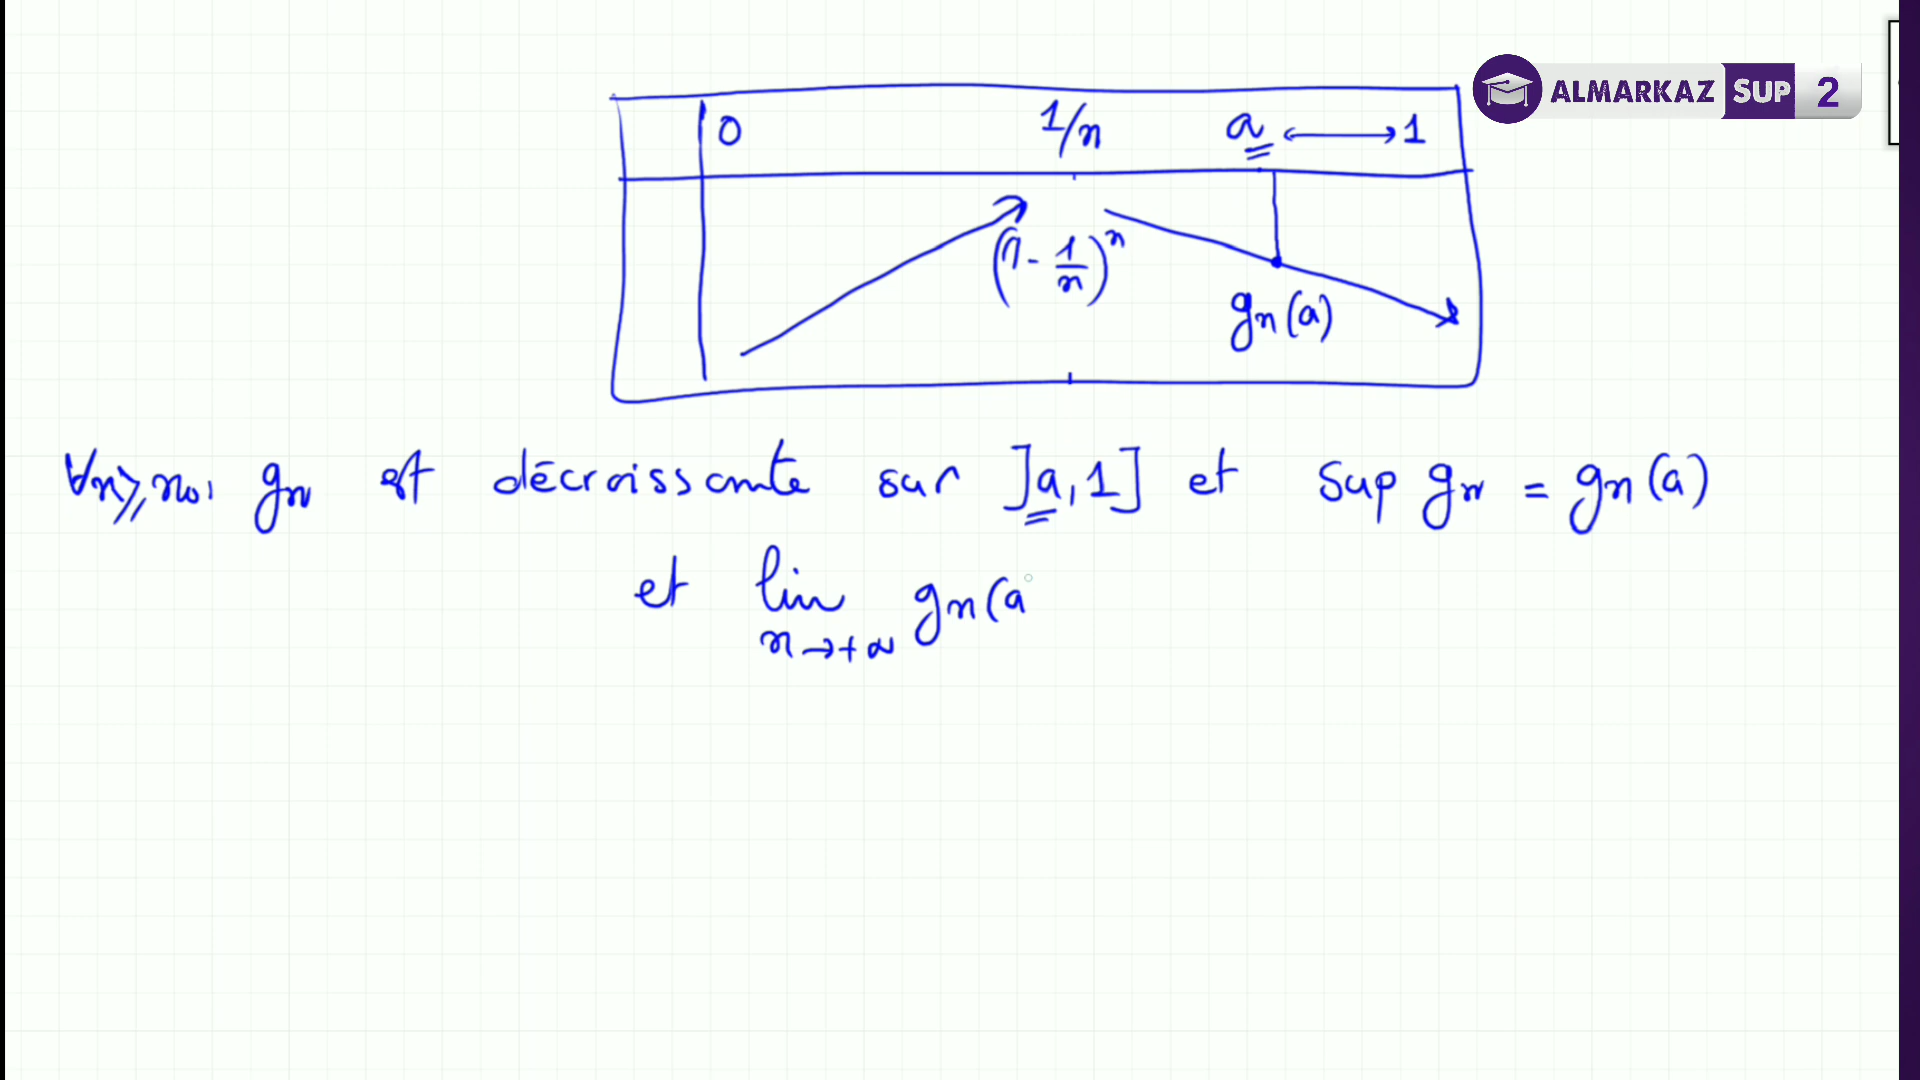 ALMARKAZ SUP 2
0 1/n a ⟷ 1
(1 - 1/n)^n
gn(a)
∀n⩾n₀, gn est décroissante sur ]a,1] et sup gn = gn(a)
et lim gn(a
n→+∞